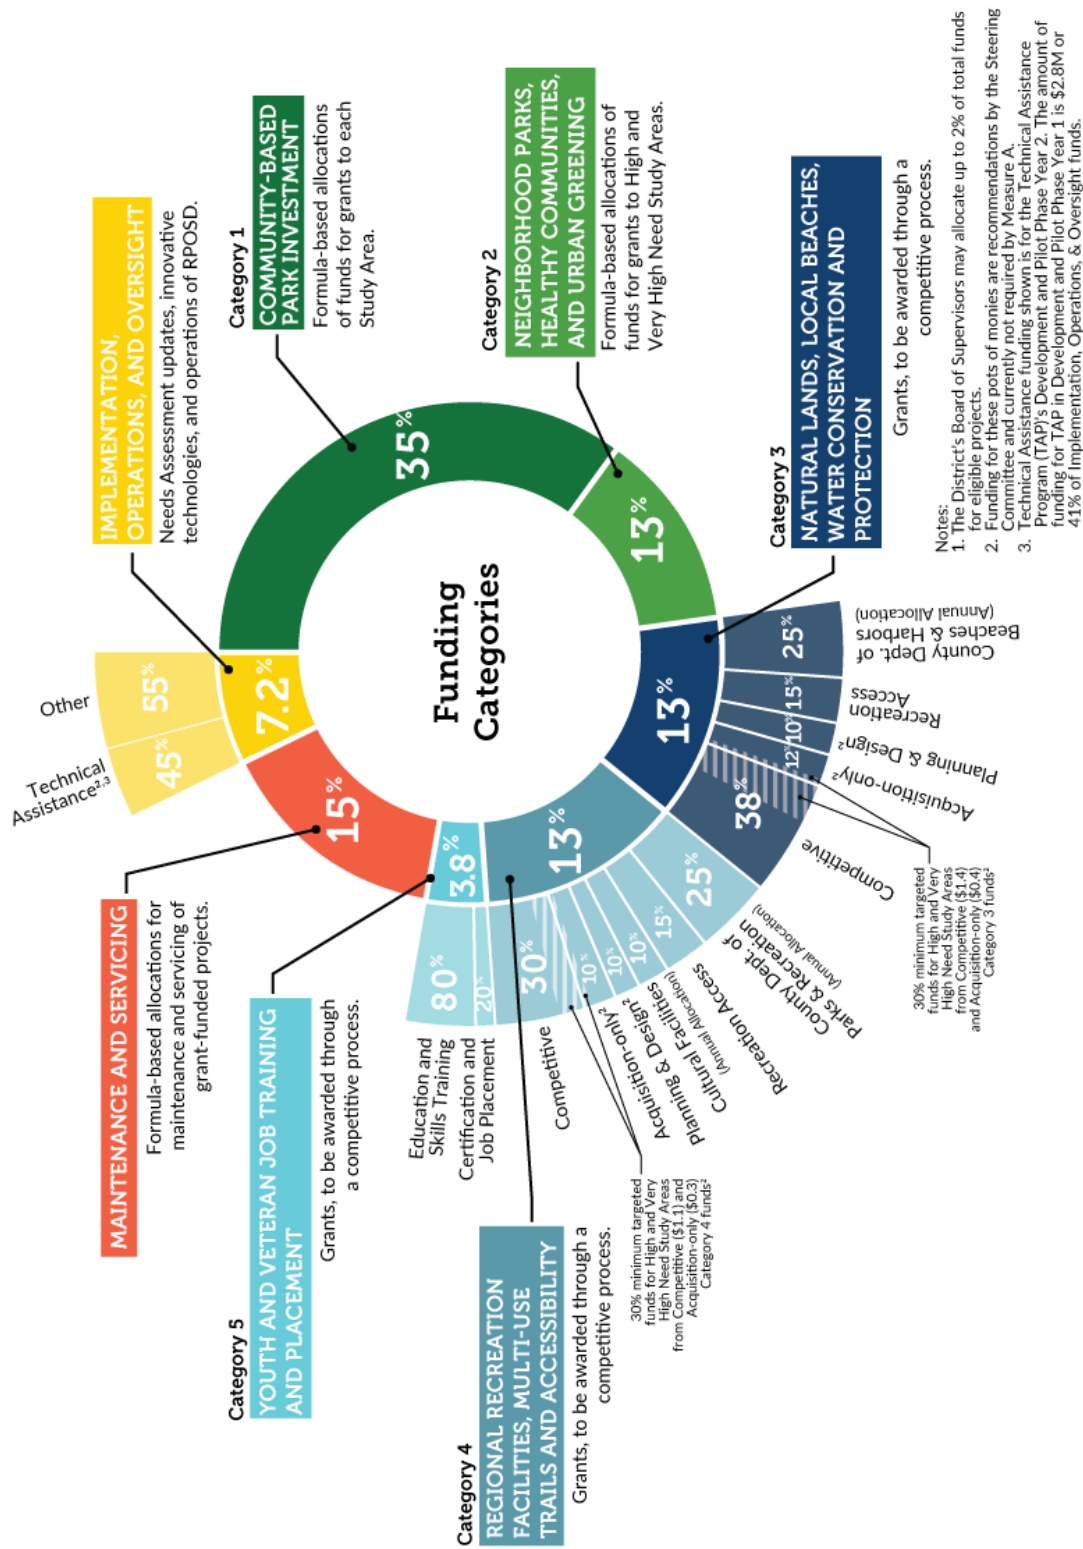 IMPLEMENTATION,
OPERATIONS, AND OVERSIGHT
Needs Assessment updates, innovative
technologies, and operations of RPOSD.
Category 1
COMMUNITY-BASED
PARK INVESTMENT
Formula-based allocations
of funds for grants to each
Study Area.
Category 2
NEIGHBORHOOD PARKS,
HEALTHY COMMUNITIES,
AND URBAN GREENING
Formula-based allocations of
funds for grants to High and
Very High Need Study Areas.
Category 3
NATURAL LANDS, LOCAL BEACHES,
WATER CONSERVATION AND
PROTECTION
Grants, to be awarded through a
competitive process.
MAINTENANCE AND SERVICING
Formula-based allocations for
maintenance and servicing of
grant-funded projects.
Category 5
YOUTH AND VETERAN JOB TRAINING
AND PLACEMENT
Grants, to be awarded through
a competitive process.
Category 4
REGIONAL RECREATION
FACILITIES, MULTI-USE
TRAILS AND ACCESSIBILITY
Grants, to be awarded through a
competitive process.
Funding
Categories
35%
13%
13%
13%
3.8%
15%
7.2%
Technical
Assistance²,³
45%
Other
55%
Education and
Skills Training
80%
Certification and
Job Placement
20%
Competitive
30%
Acquisition-only²
10%
Planning & Design²
10%
Cultural Facilities
(Annual Allocation)
10%
Recreation Access
15%
County Dept. of
Parks & Recreation
(Annual Allocation)
25%
30% minimum targeted
funds for High and Very
High Need Study Areas
from Competitive ($1.1) and
Acquisition-only ($0.3)
Category 4 funds²
Competitive
38%
Acquisition-only²
12%
Planning & Design²
10%
Recreation
Access
15%
County Dept. of
Beaches & Harbors
(Annual Allocation)
25%
30% minimum targeted
funds for High and Very
High Need Study Areas
from Competitive ($1.4)
and Acquisition-only ($0.4)
Category 3 funds²
Notes:
1. The District's Board of Supervisors may allocate up to 2% of total funds
for eligible projects.
2. Funding for these pots of monies are recommendations by the Steering
Committee and currently not required by Measure A.
3. Technical Assistance funding shown is for the Technical Assistance
Program (TAP)'s Development and Pilot Phase Year 2. The amount of
funding for TAP in Development and Pilot Phase Year 1 is $2.8M or
41% of Implementation, Operations, & Oversight funds.